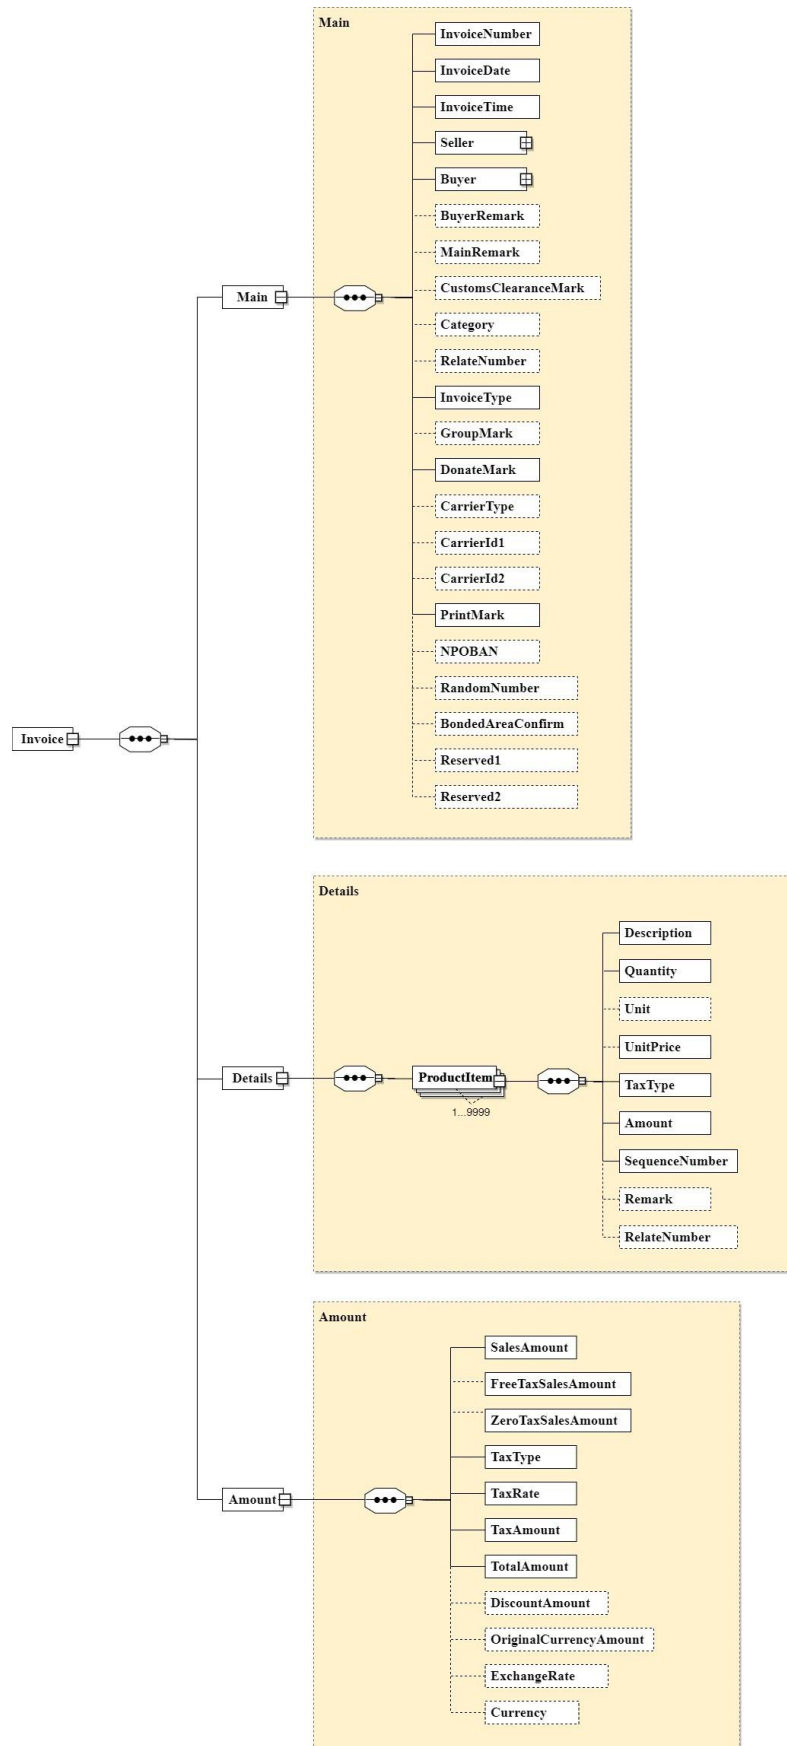 Main
InvoiceNumber
InvoiceDate
InvoiceTime
Seller
Buyer
BuyerRemark
MainRemark
CustomsClearanceMark
Main
Category
RelateNumber
InvoiceType
GroupMark
DonateMark
CarrierType
CarrierId1
CarrierId2
PrintMark
NPOBAN
RandomNumber
BondedAreaConfirm
Invoice
Reserved1
Reserved2
Details
Description
Quantity
Unit
UnitPrice
Details
ProductItem
TaxType
1...9999
Amount
SequenceNumber
Remark
RelateNumber
Amount
SalesAmount
FreeTaxSalesAmount
ZeroTaxSalesAmount
TaxType
TaxRate
Amount
TaxAmount
TotalAmount
DiscountAmount
OriginalCurrencyAmount
ExchangeRate
Currency